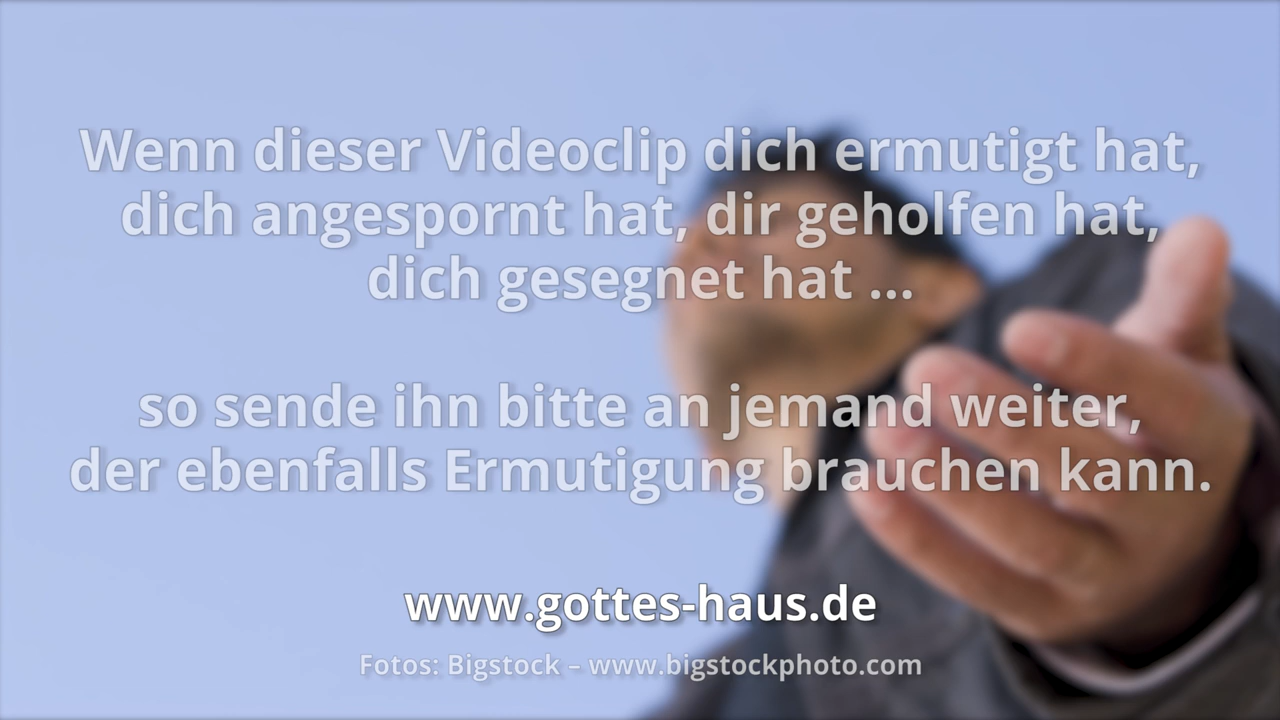 Wenn dieser Videoclip dich ermutigt hat,
dich angespornt hat, dir geholfen hat,
dich gesegnet hat ...
so sende ihn bitte an jemand weiter,
der ebenfalls Ermutigung brauchen kann.
www.gottes-haus.de
Fotos: Bigstock – www.bigstockphoto.com